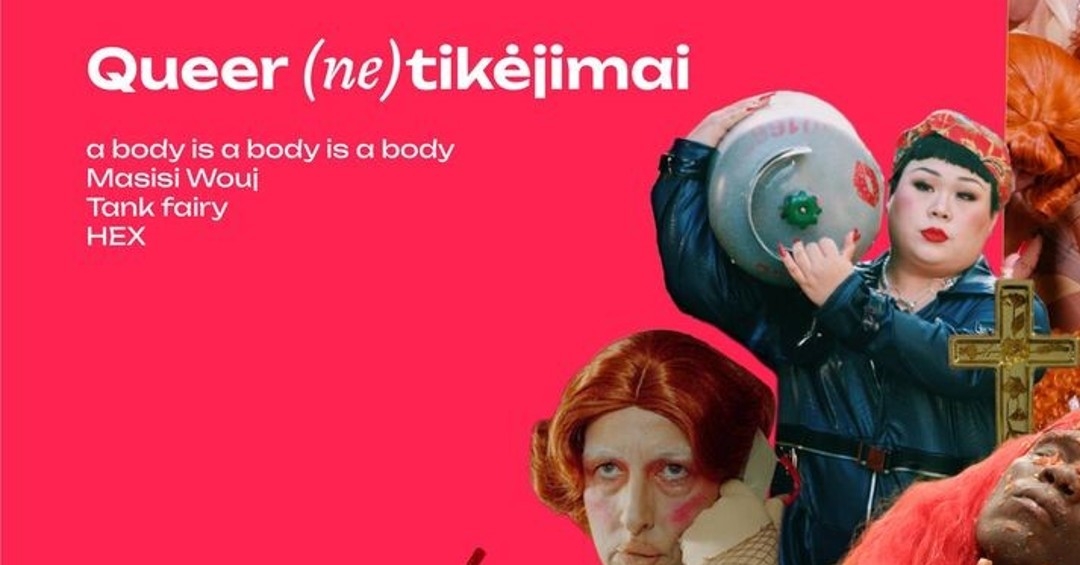 Queer (ne)tikėjimai
a body is a body is a body
Masisi Wouj
Tank fairy
HEX